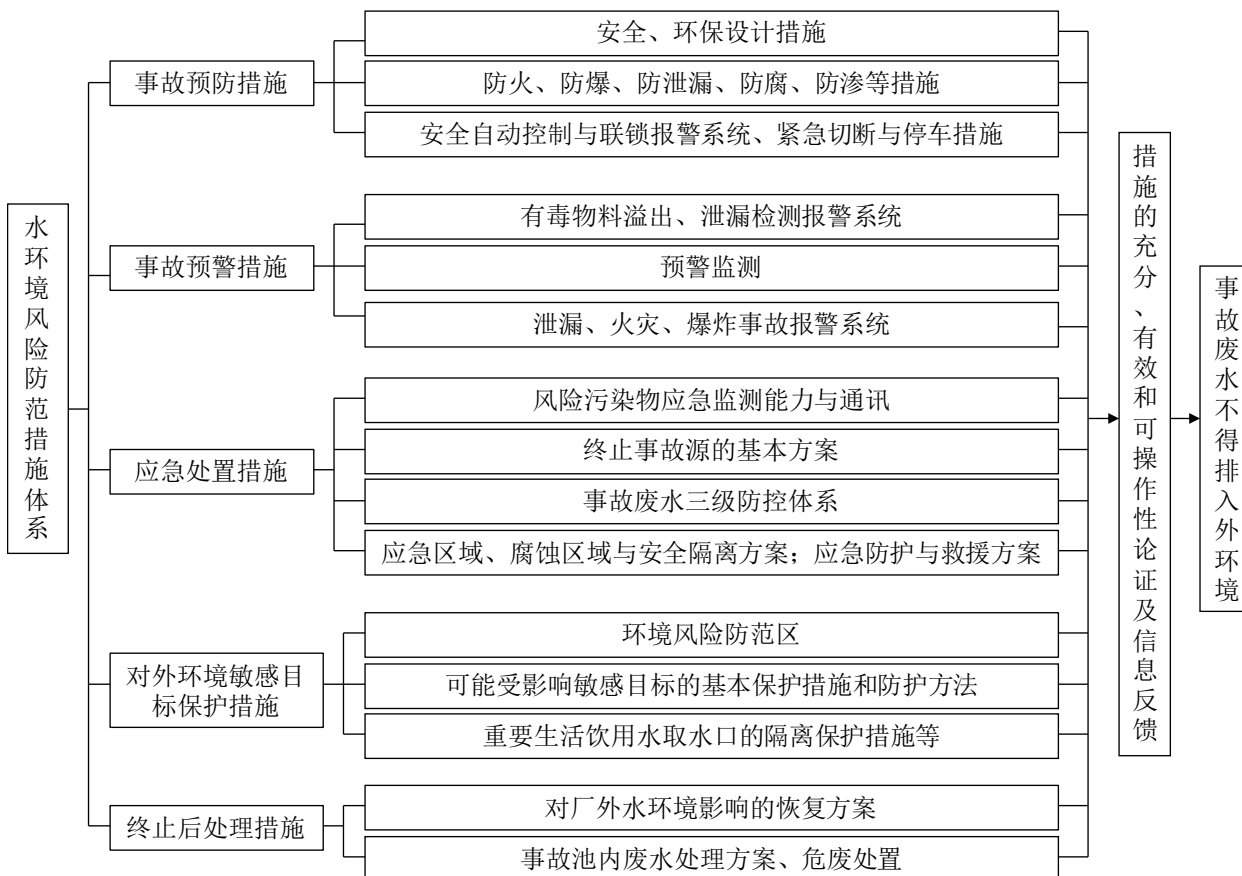 水环境风险防范措施体系
事故预防措施
安全、环保设计措施
防火、防爆、防泄漏、防腐、防渗等措施
安全自动控制与联锁报警系统、紧急切断与停车措施
事故预警措施
有毒物料溢出、泄漏检测报警系统
预警监测
泄漏、火灾、爆炸事故报警系统
应急处置措施
风险污染物应急监测能力与通讯
终止事故源的基本方案
事故废水三级防控体系
应急区域、腐蚀区域与安全隔离方案；应急防护与救援方案
对外环境敏感目
标保护措施
环境风险防范区
可能受影响敏感目标的基本保护措施和防护方法
重要生活饮用水取水口的隔离保护措施等
终止后处理措施
对厂外水环境影响的恢复方案
事故池内废水处理方案、危废处置
措施的充分、有效和可操作性论证及信息反馈
事故废水不得排入外环境